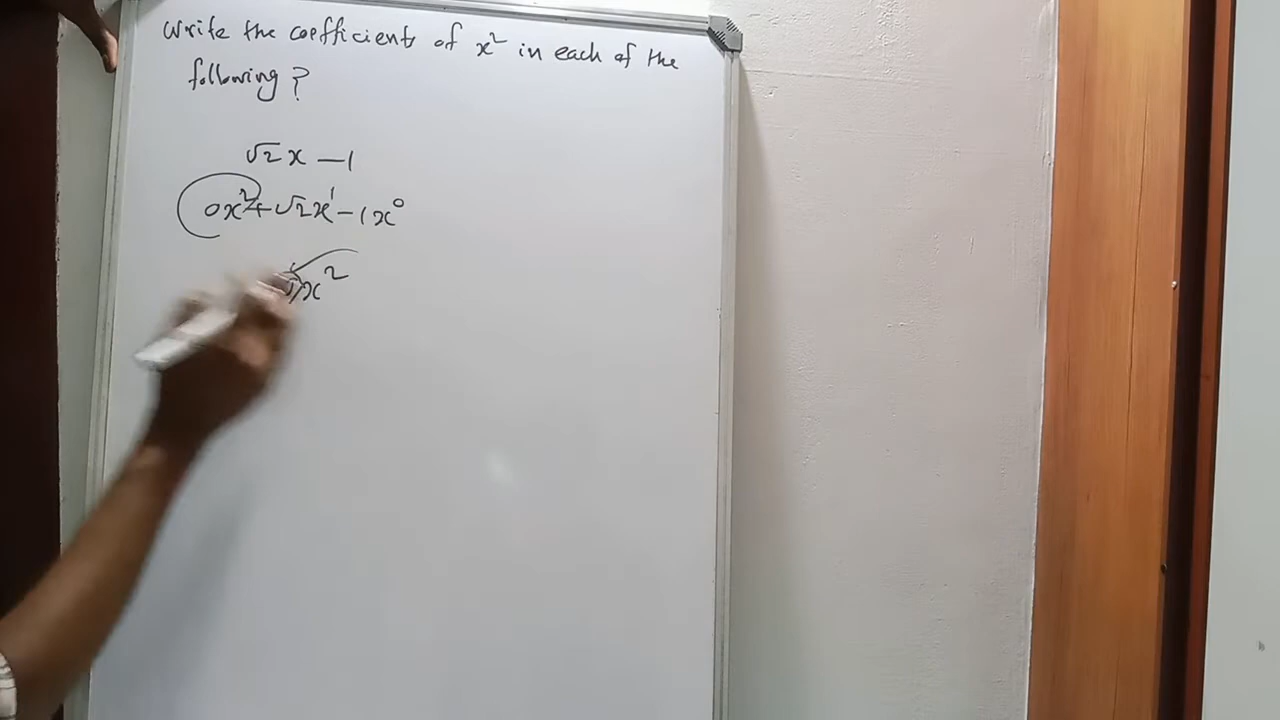 Write the coefficients of x² in each of the
following?
√2 x — 1
0x² + √2x¹ – 1x⁰
x²